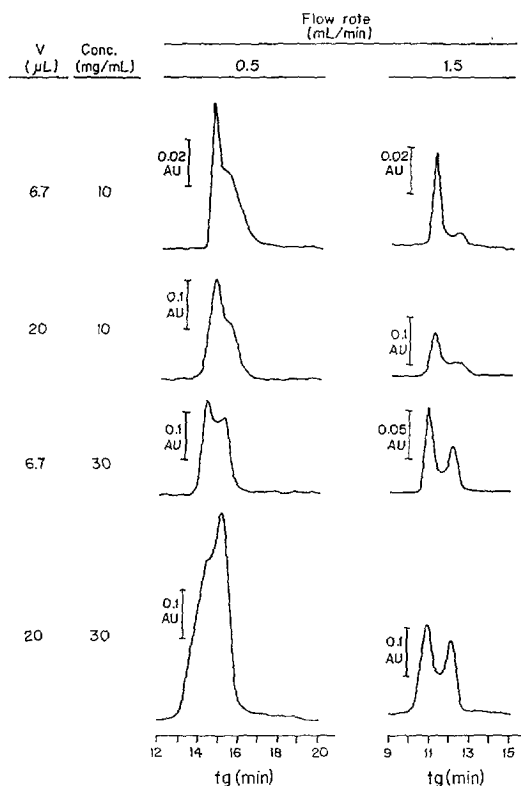 Flow rate
(mL/min)
V Conc.
(µL) (mg/mL) 0.5 1.5
0.02
AU
0.02
AU
6.7 10
0.1
AU
0.1
AU
20 10
0.1
AU
0.05
AU
6.7 30
0.1
AU
0.1
AU
20 30
12 14 16 18 20 9 11 13 15
tg (min) tg (min)